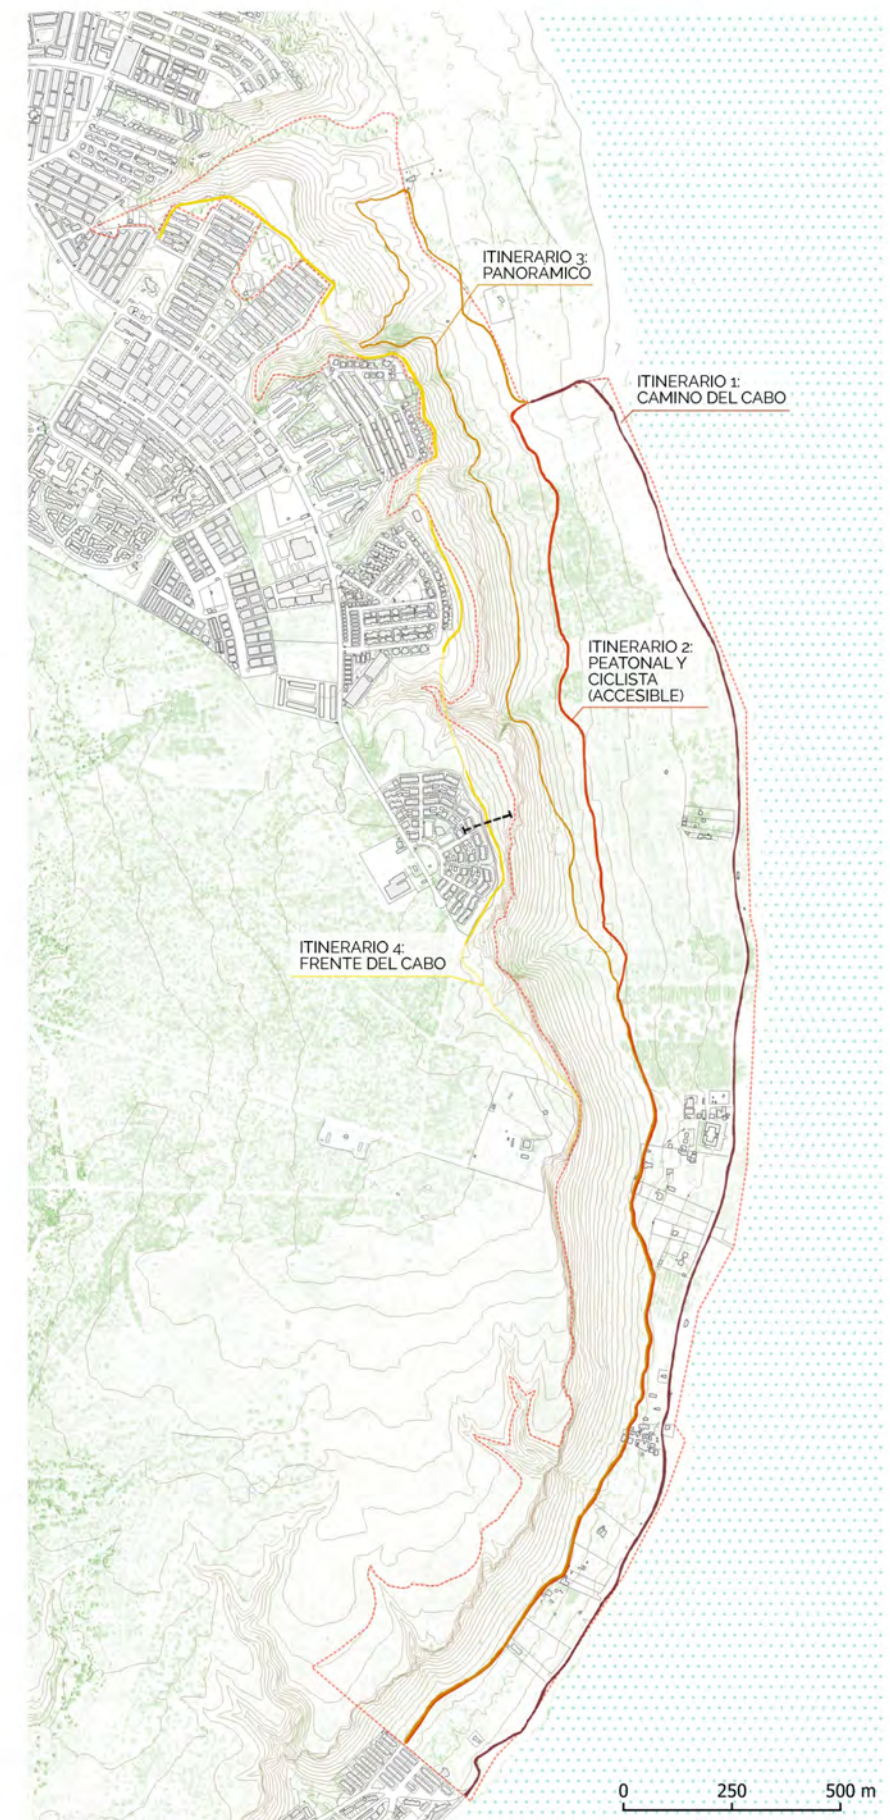 ITINERARIO 3:
PANORÁMICO
ITINERARIO 1:
CAMINO DEL CABO
ITINERARIO 2:
PEATONAL Y
CICLISTA
(ACCESIBLE)
ITINERARIO 4:
FRENTE DEL CABO
0 250 500 m